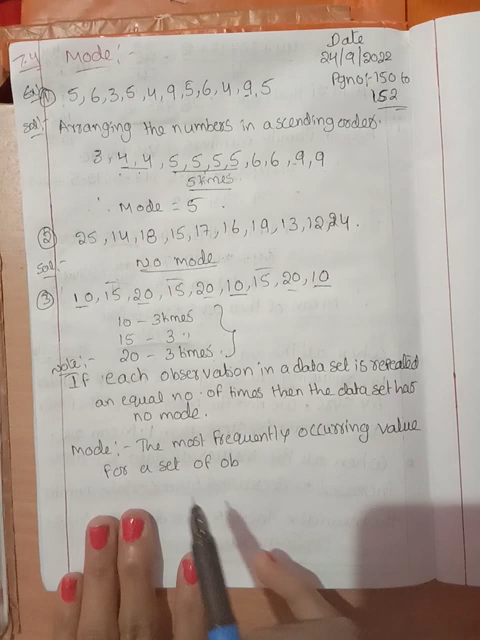 7.4 Mode:-
Date
24/9/2022
Pgno:-150 to
152
Ex:- ① 5, 6, 3, 5, 4, 9, 5, 6, 4, 9, 5
Sol:- Arranging the numbers in ascending order.
3, 4, 4, 5, 5, 5, 5, 6, 6, 9, 9
5 times
∴ Mode = 5
② 25, 14, 18, 15, 17, 16, 19, 13, 12, 24.
Sol:- NO mode
③ 10, 15, 20, 15, 20, 10, 15, 20, 10
10 - 3times
15 - 3 "
20 - 3 times
Note:-
If each observation in a data set is repeated
an equal no. of times then the data set has
no mode.
Mode:- The most frequently occurring value
for a set of ob